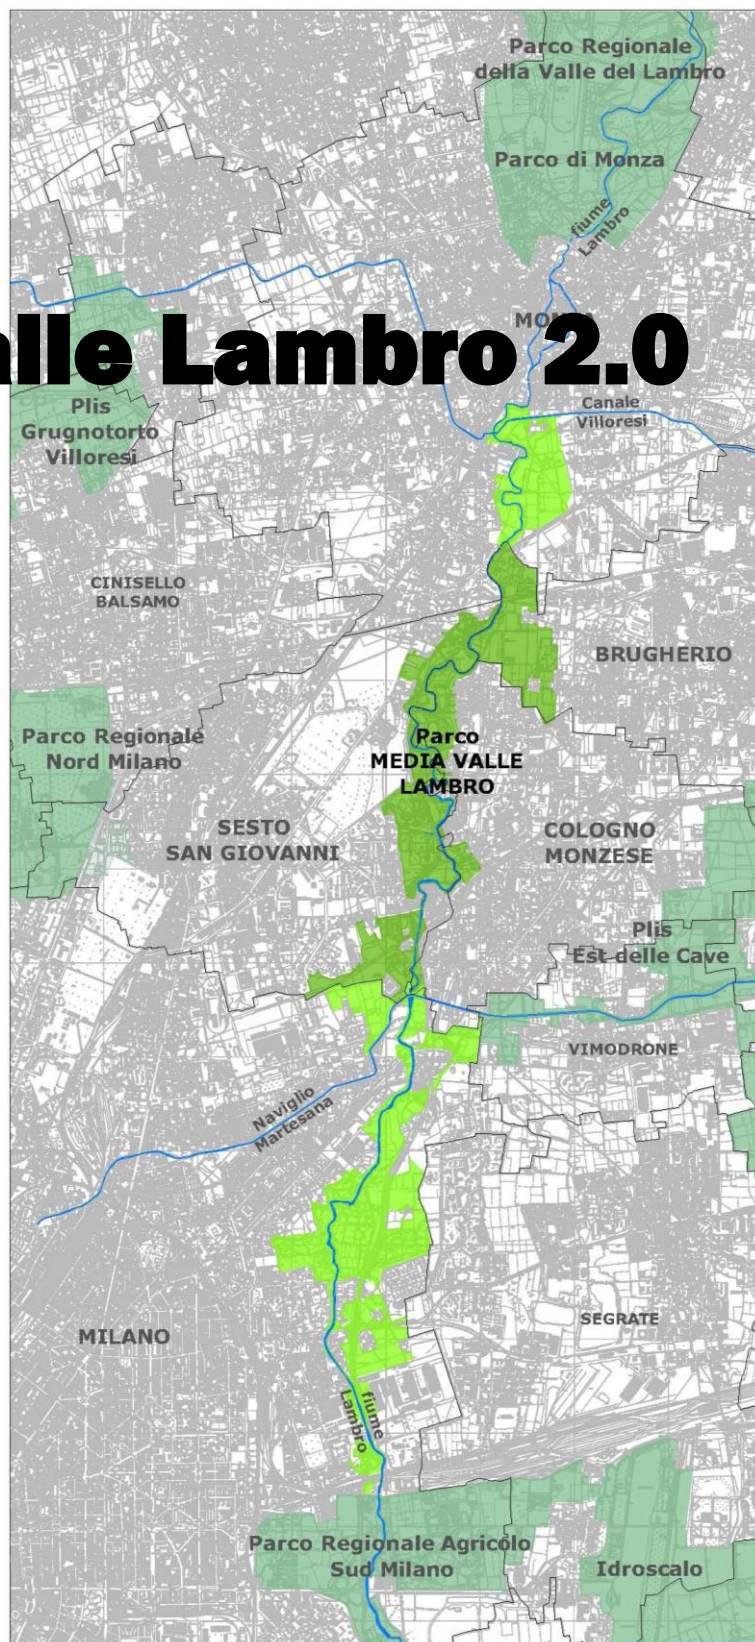 Parco Regionale
della Valle del Lambro
Parco di Monza
fiume
Lambro
alle Lambro 2.0
Plis
Grugnotorto
Villoresi
Canale
Villoresi
CINISELLO
BALSAMO
BRUGHERIO
Parco Regionale
Nord Milano
Parco
MEDIA VALLE
LAMBRO
SESTO
SAN GIOVANNI
COLOGNO
MONZESE
Plis
Est delle Cave
VIMODRONE
Naviglio
Martesana
MILANO
SEGRATE
fiume
Lambro
Parco Regionale Agricolo
Sud Milano
Idroscalo